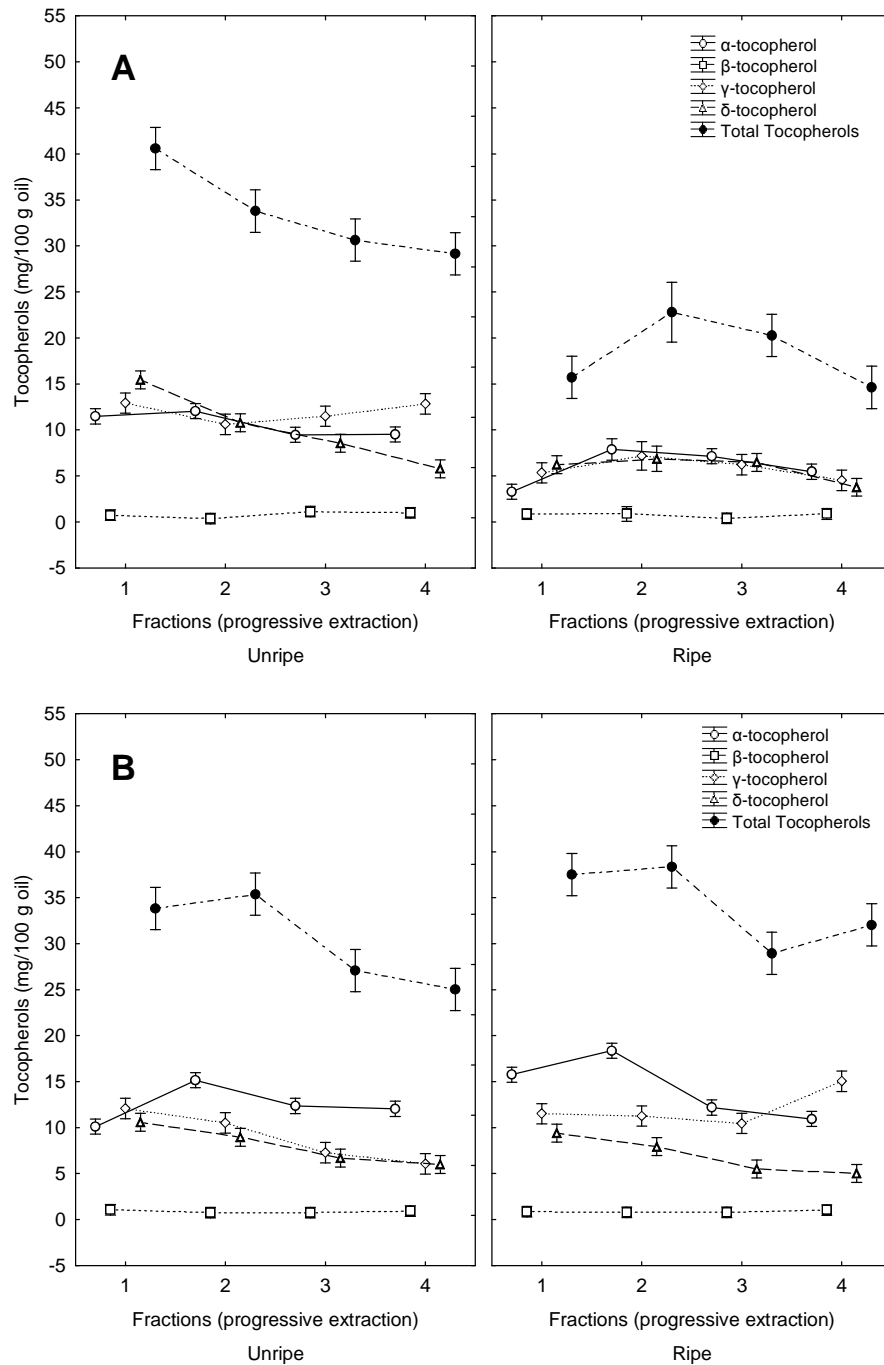 A
Tocopherols (mg/100 g oil)
55
50
45
40
35
30
25
20
15
10
5
0
-5
1 2 3 4
Fractions (progressive extraction)
Unripe
α-tocopherol
β-tocopherol
γ-tocopherol
δ-tocopherol
Total Tocopherols
1 2 3 4
Fractions (progressive extraction)
Ripe
B
Tocopherols (mg/100 g oil)
55
50
45
40
35
30
25
20
15
10
5
0
-5
1 2 3 4
Fractions (progressive extraction)
Unripe
α-tocopherol
β-tocopherol
γ-tocopherol
δ-tocopherol
Total Tocopherols
1 2 3 4
Fractions (progressive extraction)
Ripe